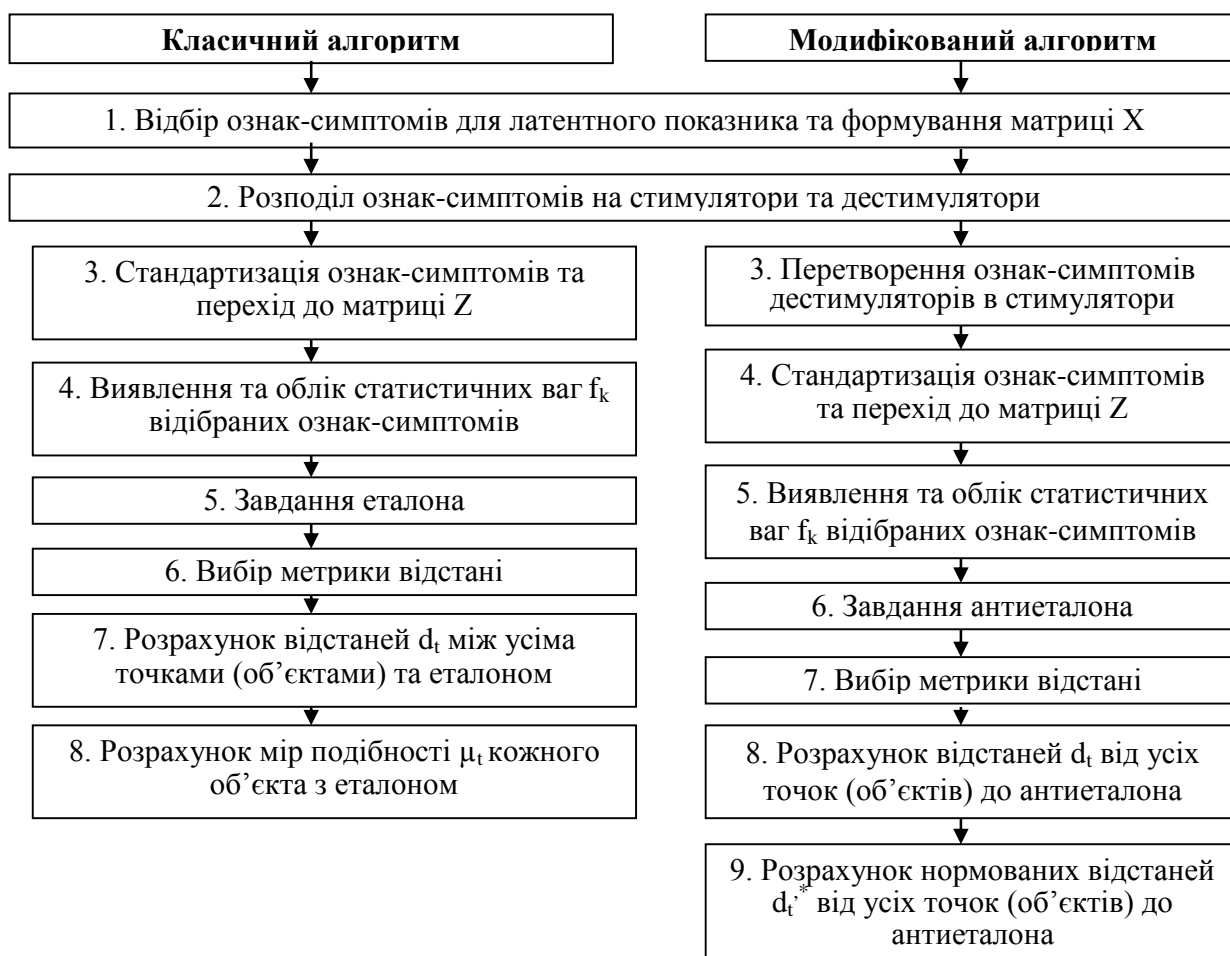 Класичний алгоритм
Модифікований алгоритм
1. Відбір ознак-симптомів для латентного показника та формування матриці X
2. Розподіл ознак-симптомів на стимулятори та дестимулятори
3. Стандартизація ознак-симптомів та
перехід до матриці Z
4. Виявлення та облік статистичних ваг fk
відібраних ознак-симптомів
5. Завдання еталона
6. Вибір метрики відстані
7. Розрахунок відстаней dt між усіма
точками (об’єктами) та еталоном
8. Розрахунок мір подібності μt кожного
об’єкта з еталоном
3. Перетворення ознак-симптомів
дестимуляторів в стимулятори
4. Стандартизація ознак-симптомів
та перехід до матриці Z
5. Виявлення та облік статистичних
ваг fk відібраних ознак-симптомів
6. Завдання антиеталона
7. Вибір метрики відстані
8. Розрахунок відстаней dt від усіх
точок (об’єктів) до антиеталона
9. Розрахунок нормованих відстаней
dt’* від усіх точок (об’єктів) до
антиеталона